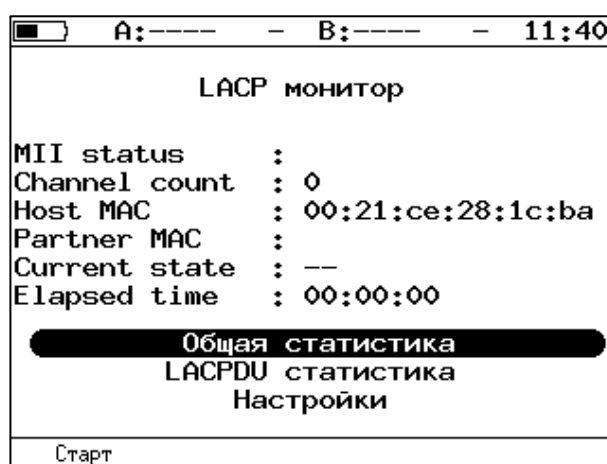 A:---- - B:---- - 11:40
LACP монитор
MII status :
Channel count : 0
Host MAC : 00:21:ce:28:1c:ba
Partner MAC :
Current state : --
Elapsed time : 00:00:00
Общая статистика
LACPDU статистика
Настройки
Старт